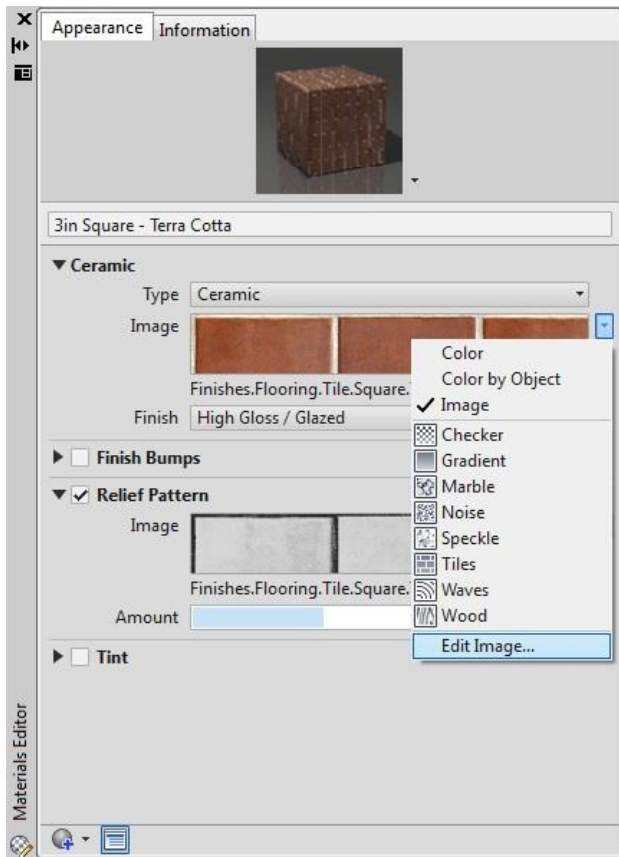 Appearance
Information
3in Square - Terra Cotta
Ceramic
Type Ceramic
Image
Finishes.Flooring.Tile.Square.
Finish High Gloss / Glazed
Color
Color by Object
Image
Checker
Gradient
Marble
Noise
Speckle
Tiles
Waves
Wood
Edit Image...
Finish Bumps
Relief Pattern
Image
Finishes.Flooring.Tile.Square.
Amount
Tint
Materials Editor